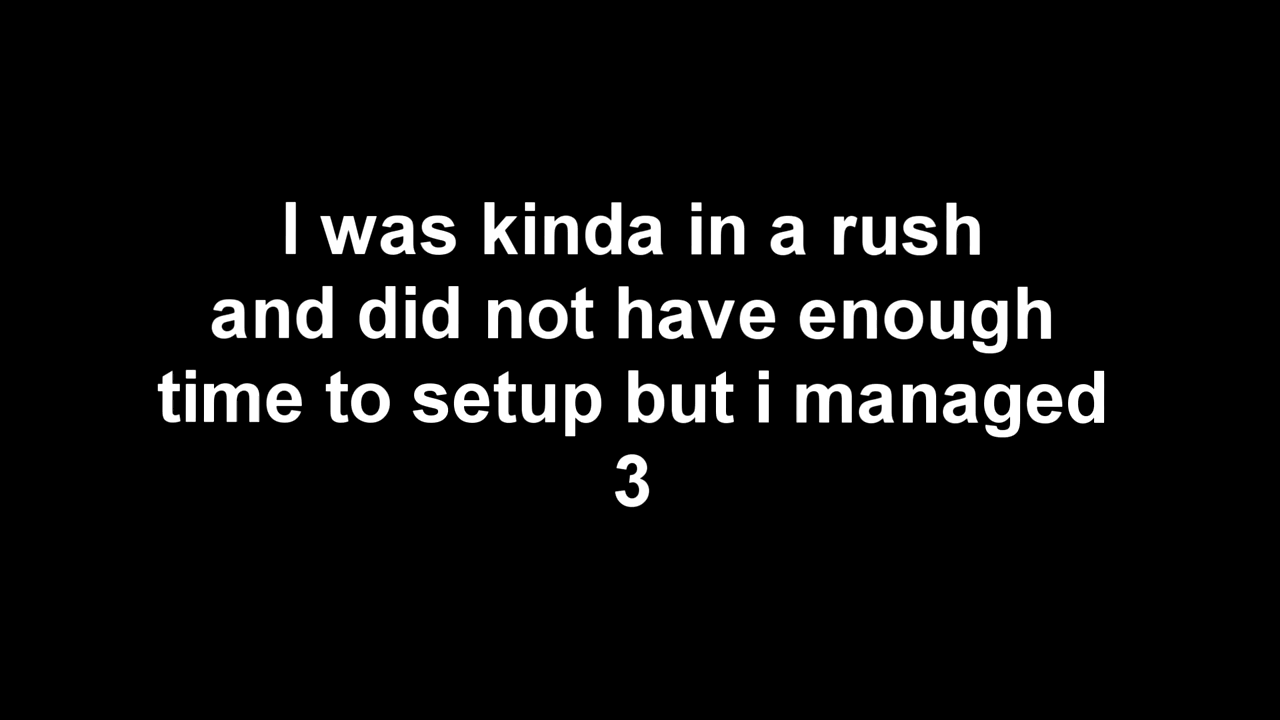 I was kinda in a rush
and did not have enough
time to setup but i managed
3